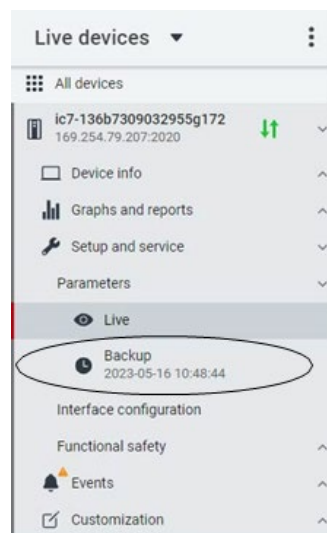 Live devices
All devices
ic7-136b7309032955g172
169.254.79.207:2020
Device info
Graphs and reports
Setup and service
Parameters
Live
Backup
2023-05-16 10:48:44
Interface configuration
Functional safety
Events
Customization